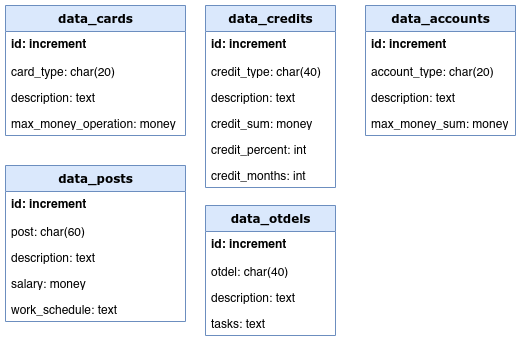 data_cards
id: increment
card_type: char(20)
description: text
max_money_operation: money
data_credits
id: increment
credit_type: char(40)
description: text
credit_sum: money
credit_percent: int
credit_months: int
data_accounts
id: increment
account_type: char(20)
description: text
max_money_sum: money
data_posts
id: increment
post: char(60)
description: text
salary: money
work_schedule: text
data_otdels
id: increment
otdel: char(40)
description: text
tasks: text